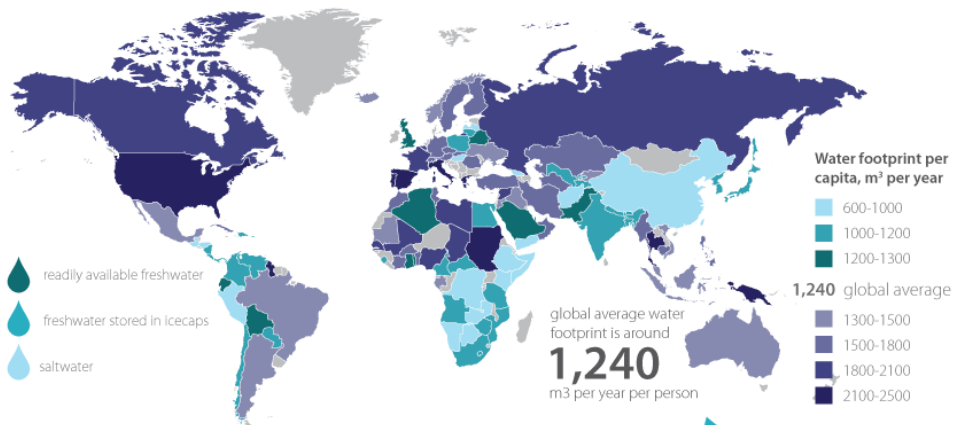 Water footprint per
capita, m³ per year
600-1000
1000-1200
1200-1300
1,240 global average
1300-1500
1500-1800
1800-2100
2100-2500
readily available freshwater
freshwater stored in icecaps
saltwater
global average water
footprint is around
1,240
m3 per year per person